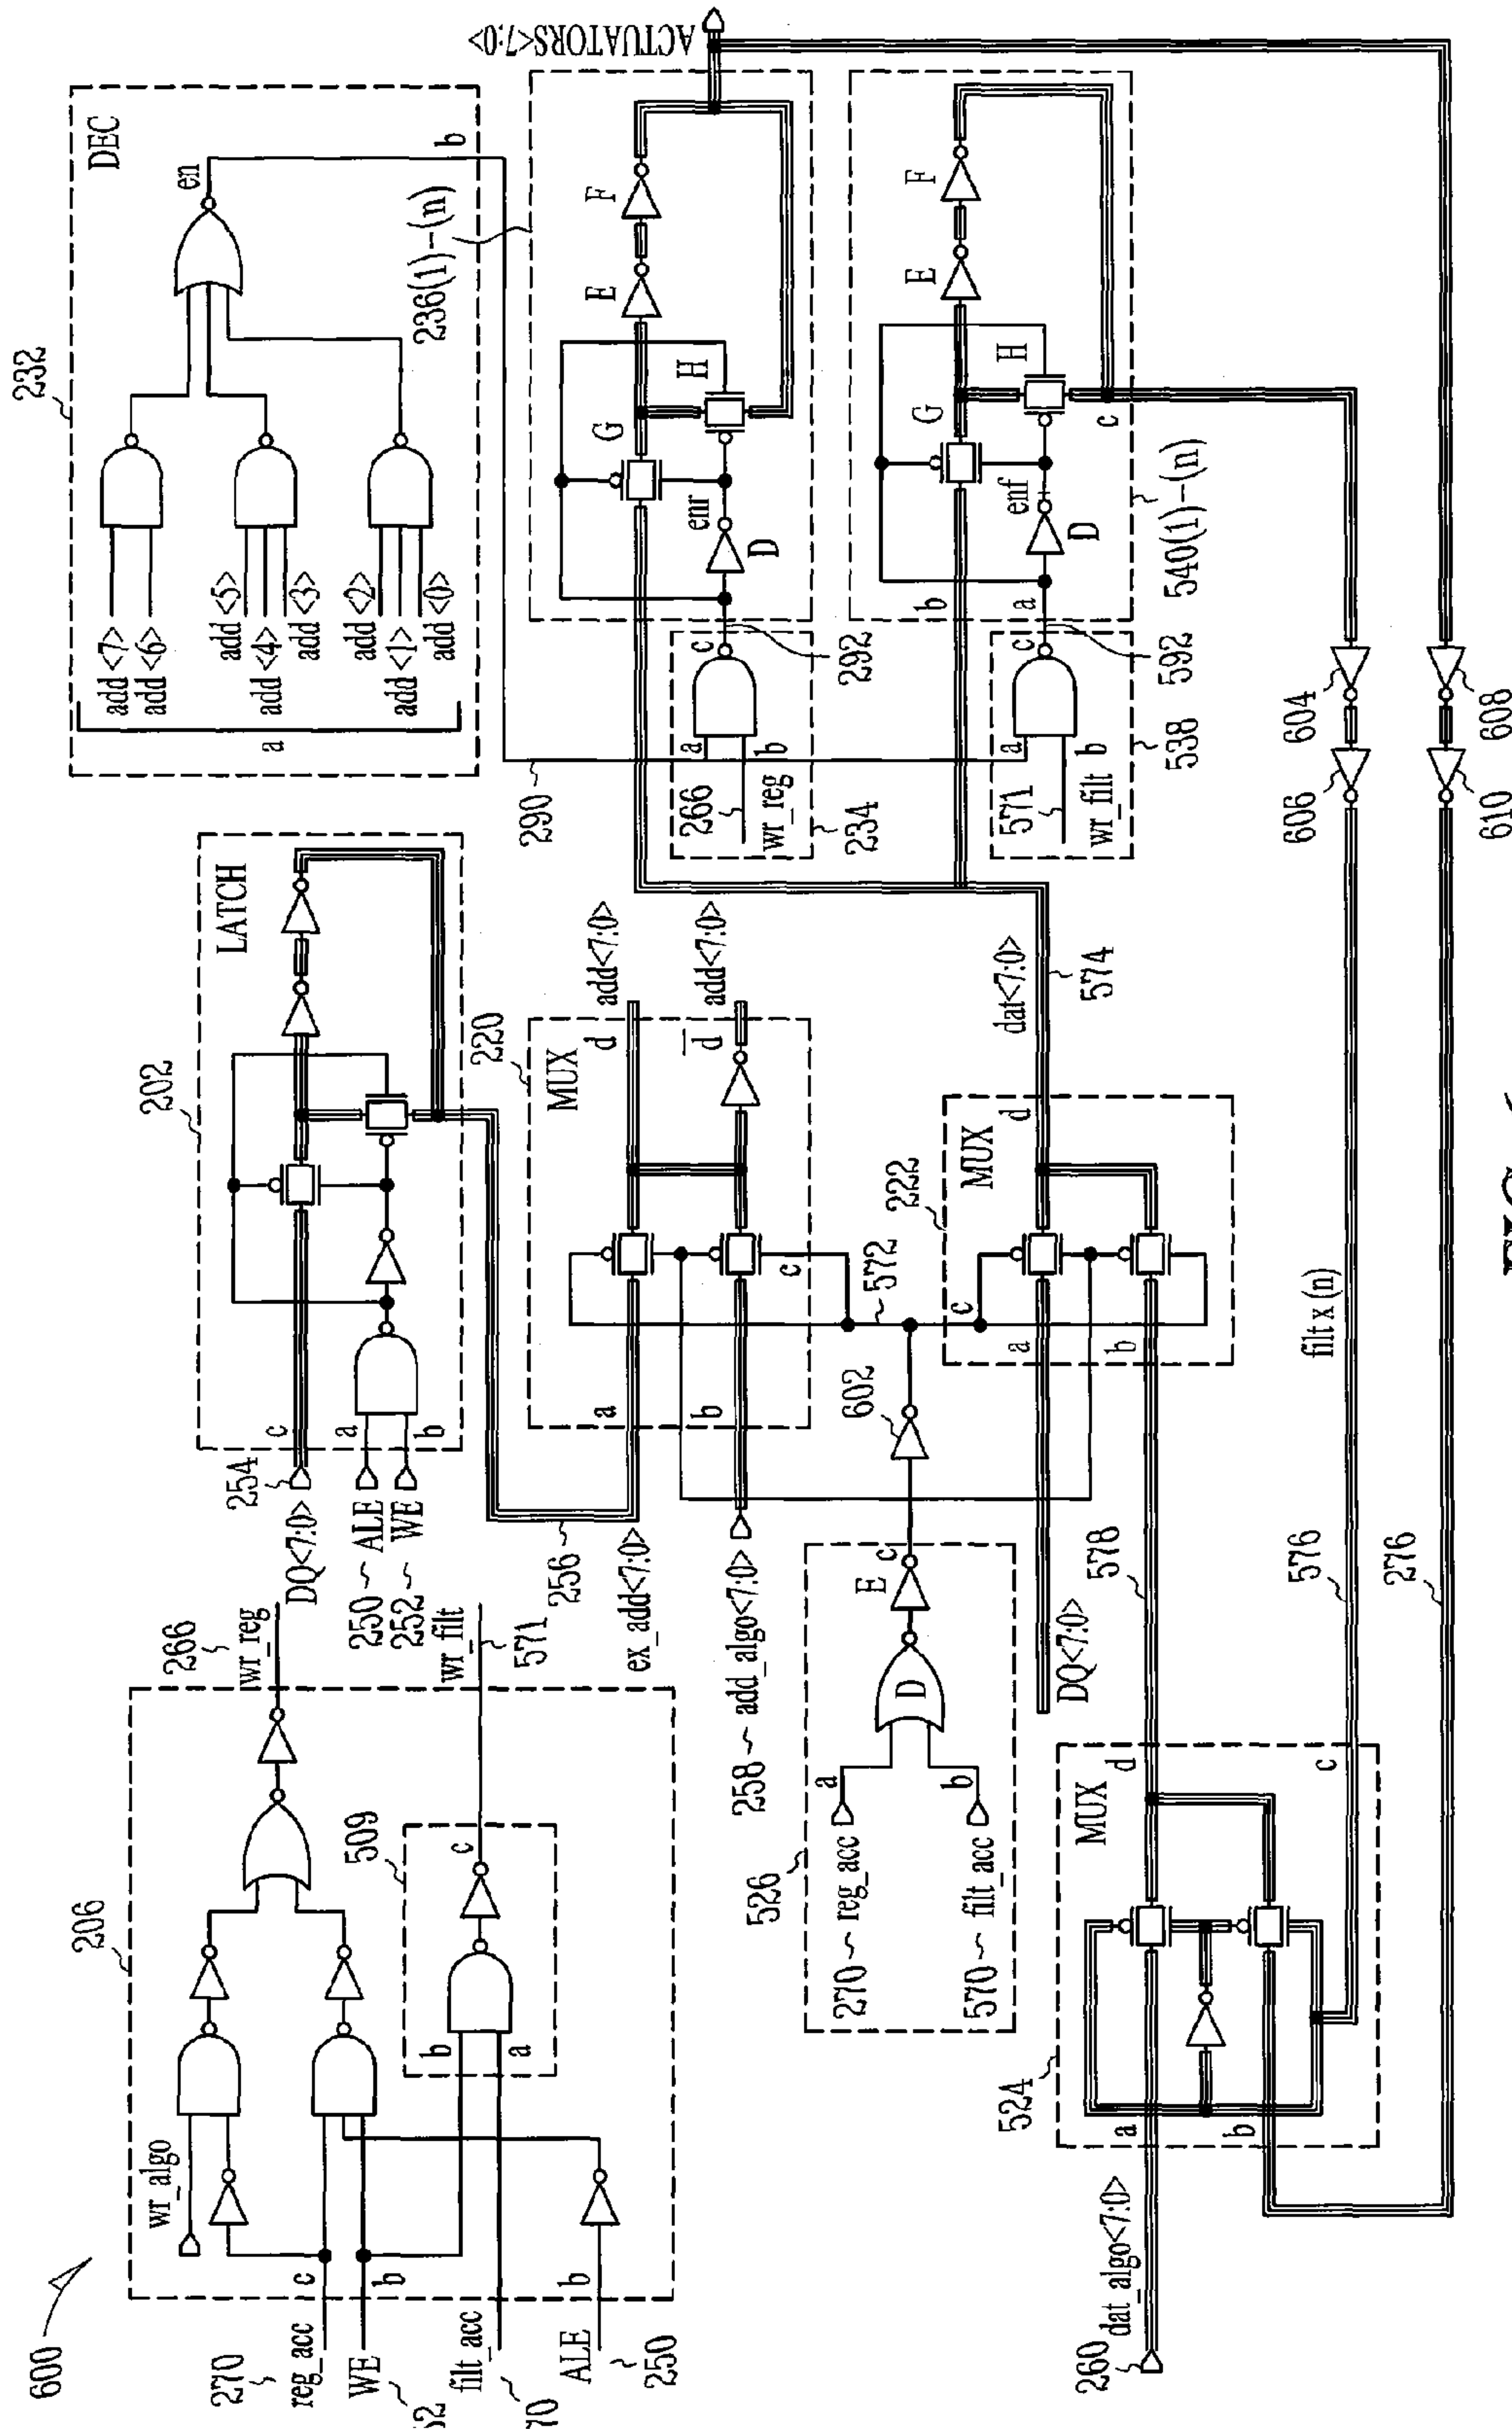 600
206
wr_algo
270
reg_acc
c
WE
b
52
filt_acc
70
ALE
b
250
509
b
a
c
266
wr_reg
wr_filt
571
202
LATCH
254
DQ<7:0>
c
250 ~ ALE
a
252 ~ WE
b
256
ex_add<7:0>
258 ~ add_algo<7:0>
220
MUX
a
b
c
d
d
add<7:0>
add<7:0>
232
DEC
add<7>
add<6>
add<5>
add<4>
add<3>
add<2>
add<1>
add<0>
a
en
b
290
236(1)-(n)
G
E
F
H
enr
D
ACTUATORS<7:0>
266
wr_reg
a
b
c
234
292
571
wr_filt
a
b
c
538
592
540(1)-(n)
b
a
G
E
F
H
enf
D
c
526
270 ~ reg_acc
a
570 ~ filt_acc
b
D
E
c
602
572
DQ<7:0>
222
MUX
a
b
c
d
dat<7:0>
574
578
524
MUX
a
b
c
d
260
dat_algo<7:0>
576
filt x (n)
276
604
606
608
610